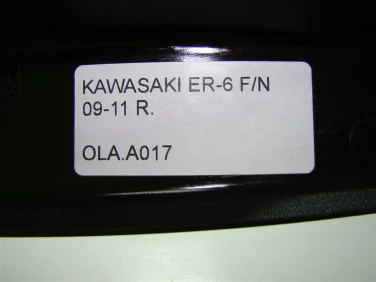 KAWASAKI ER-6 F/N
09-11 R.
OLA.A017